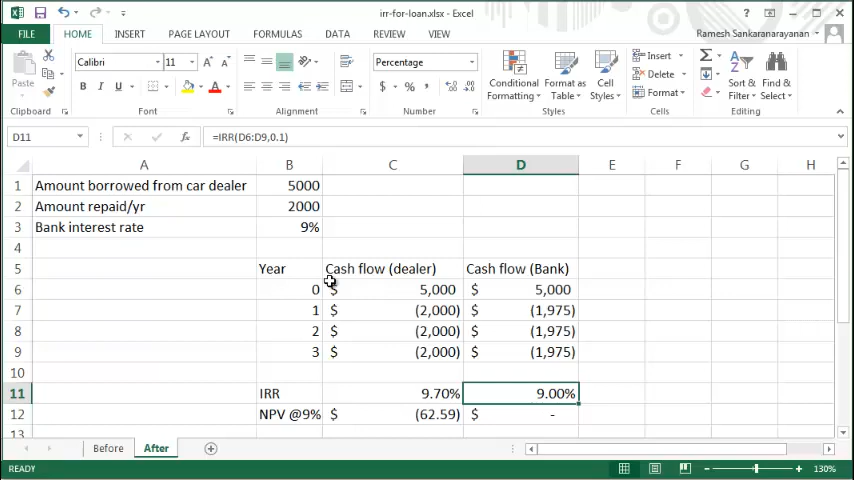 irr-for-loan.xlsx - Excel
FILE HOME INSERT PAGE LAYOUT FORMULAS DATA REVIEW VIEW Ramesh Sankaranarayanan
Paste Calibri 11 A A Percentage Conditional Formatting Format as Table Cell Styles Insert Delete Format Sort & Filter Find & Select
B I U A $ % , .0 .00
Clipboard Font Alignment Number Styles Cells Editing
D11 fx =IRR(D6:D9,0.1)
A B C D E F G H
1 Amount borrowed from car dealer 5000
2 Amount repaid/yr 2000
3 Bank interest rate 9%
4
5 Year Cash flow (dealer) Cash flow (Bank)
6 0 $ 5,000 $ 5,000
7 1 $ (2,000) $ (1,975)
8 2 $ (2,000) $ (1,975)
9 3 $ (2,000) $ (1,975)
10
11 IRR 9.70% 9.00%
12 NPV @9% $ (62.59) $ -
13
Before After
READY 130%